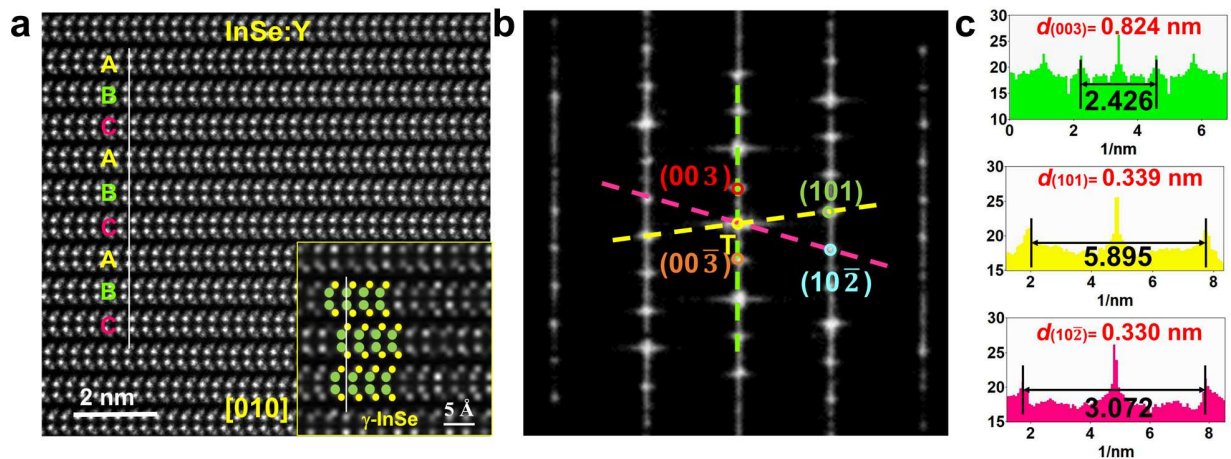 a
InSe:Y
A
B
C
A
B
C
A
B
C
2 nm
[010]
γ-InSe
5 Å
b
(003)
(101)
T
(003̅)
(102̅)
c
d(003)= 0.824 nm
30
25
20
15
10
2.426
0 2 4 6
1/nm
d(101)= 0.339 nm
30
25
20
15
5.895
2 4 6 8
1/nm
d(102̅)= 0.330 nm
30
25
20
15
3.072
2 4 6 8
1/nm